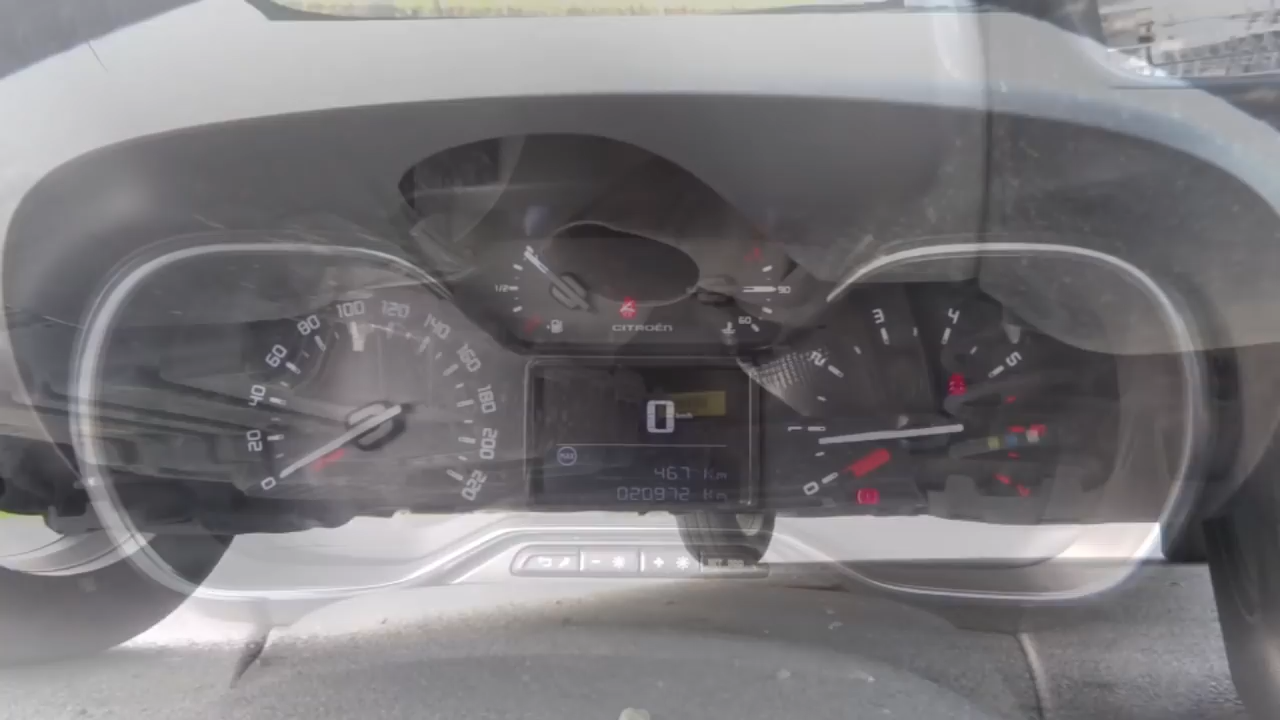 1/2
90
60
CITROËN
0 20 40 60 80 100 120 140 160 180 200 220
0 km/h
MAX
467 Km
020972 Km
0 1 2 3 4 5